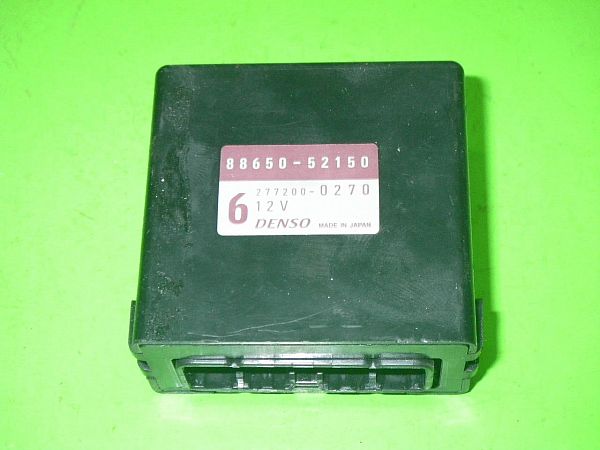 88650-52150
277200-0270
6 12V
DENSO MADE IN JAPAN